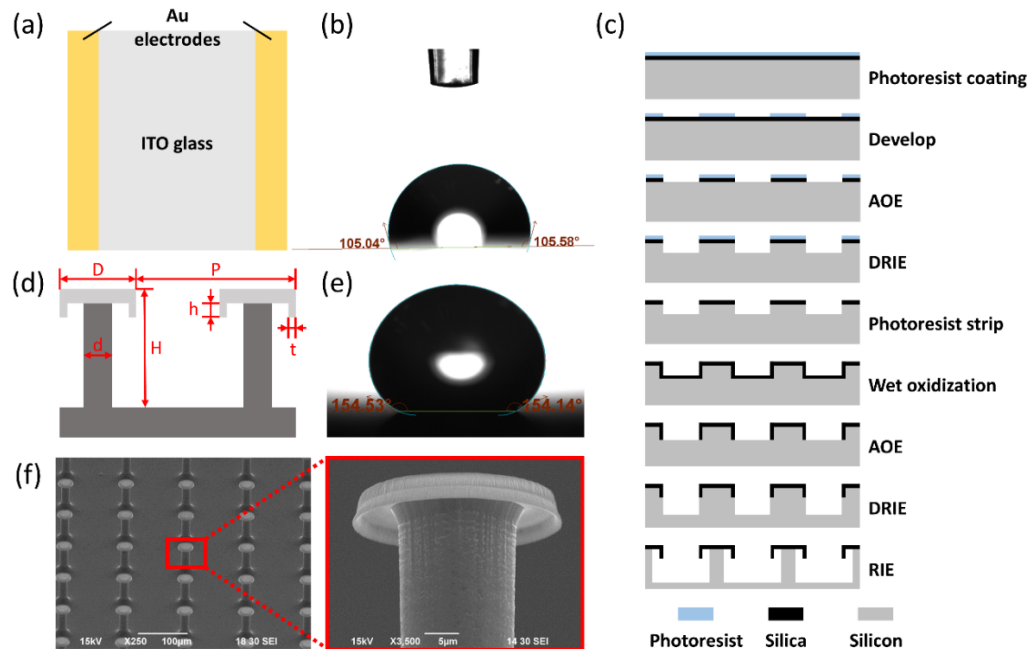 (a)
Au
electrodes
ITO glass
(b)
105.04°
105.58°
(c)
Photoresist coating
Develop
AOE
DRIE
Photoresist strip
Wet oxidization
AOE
DRIE
RIE
Photoresist
Silica
Silicon
(d)
D
P
h
d
H
t
(e)
154.53°
154.14°
(f)
15kV X250 100μm 18 30 SEI
15kV X3,500 5μm 14 30 SEI